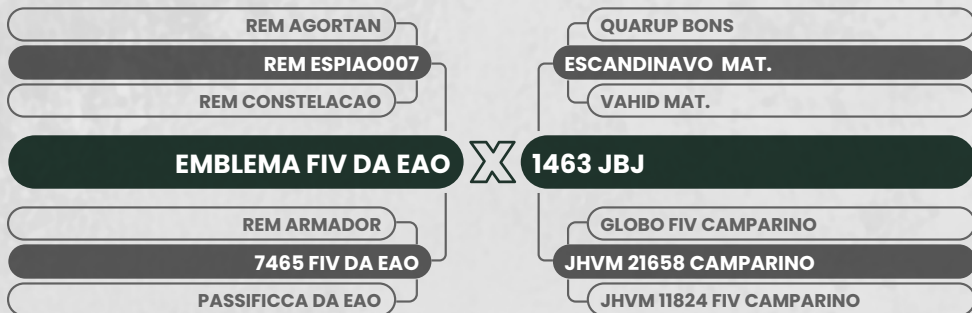 REM AGORTAN
REM ESPIAO007
REM CONSTELACAO
EMBLEMA FIV DA EAO
REM ARMADOR
7465 FIV DA EAO
PASSIFICCA DA EAO
X
QUARUP BONS
ESCANDINAVO MAT.
VAHID MAT.
1463 JBJ
GLOBO FIV CAMPARINO
JHVM 21658 CAMPARINO
JHVM 11824 FIV CAMPARINO